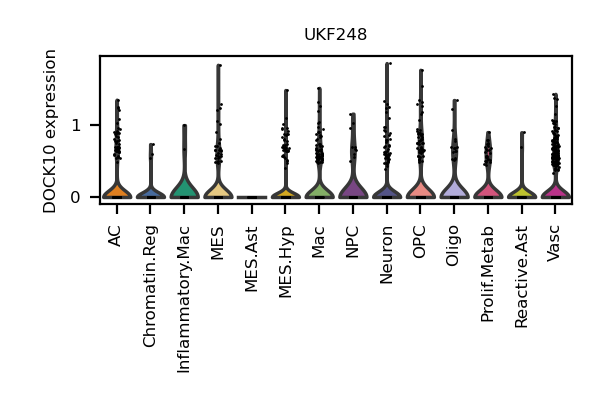 UKF248
DOCK10 expression
1
0
AC
Chromatin.Reg
Inflammatory.Mac
MES
MES.Ast
MES.Hyp
Mac
NPC
Neuron
OPC
Oligo
Prolif.Metab
Reactive.Ast
Vasc